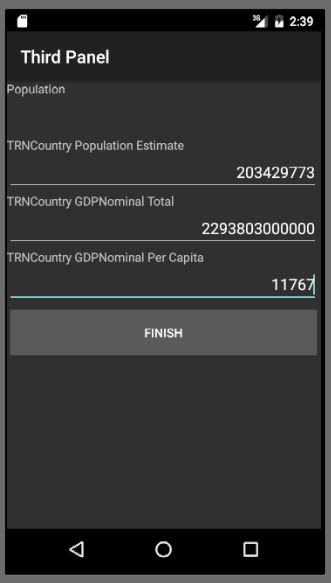 3G 2:39
Third Panel
Population
TRNCountry Population Estimate
203429773
TRNCountry GDPNominal Total
2293803000000
TRNCountry GDPNominal Per Capita
11767
FINISH